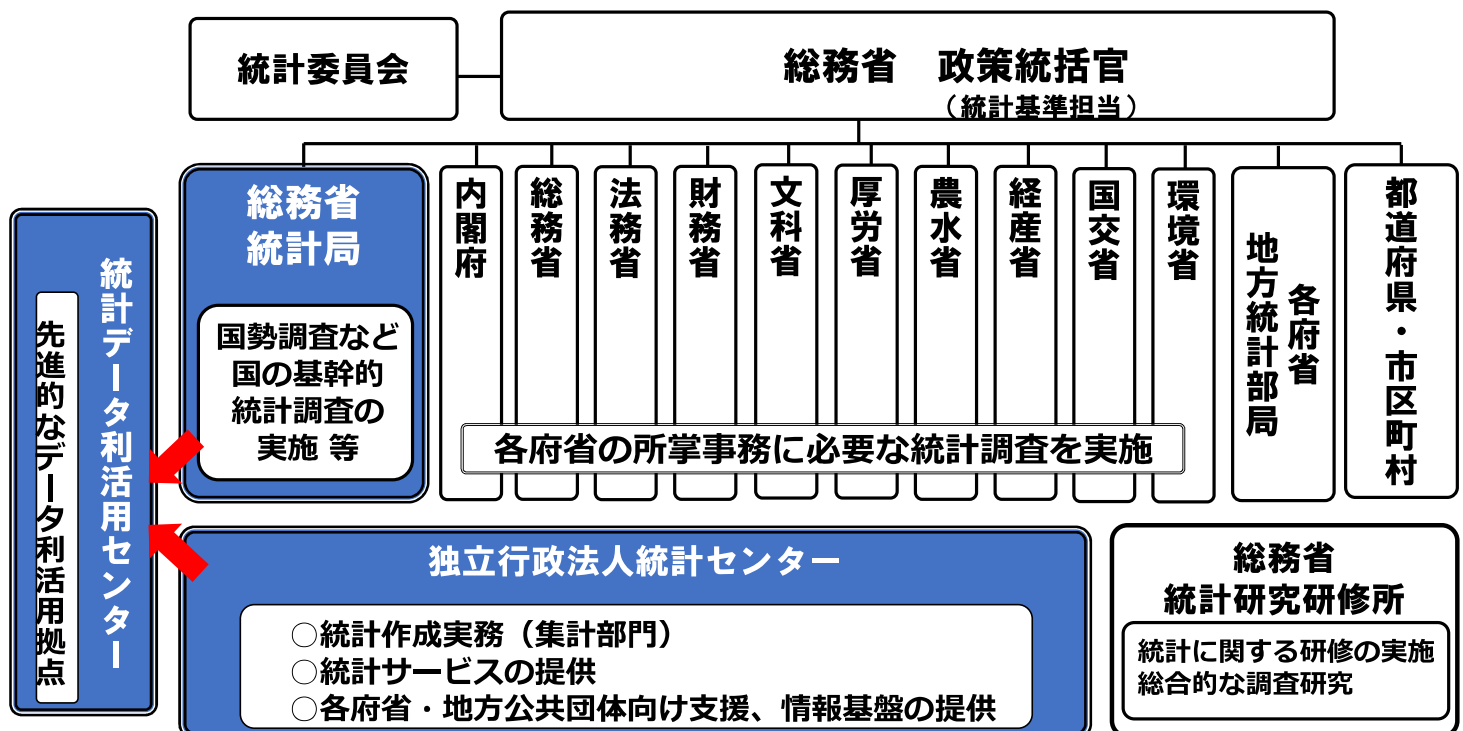 統計委員会
総務省　政策統括官
（統計基準担当）
総務省
統計局
国勢調査など
国の基幹的
統計調査の
実施 等
内閣府
総務省
法務省
財務省
文科省
厚労省
農水省
経産省
国交省
環境省
各府省
地方統計部局
都道府県・市区町村
各府省の所掌事務に必要な統計調査を実施
統計データ利活用センター
先進的なデータ利活用拠点
独立行政法人統計センター
○統計作成実務（集計部門）
○統計サービスの提供
○各府省・地方公共団体向け支援、情報基盤の提供
総務省
統計研究研修所
統計に関する研修の実施
総合的な調査研究